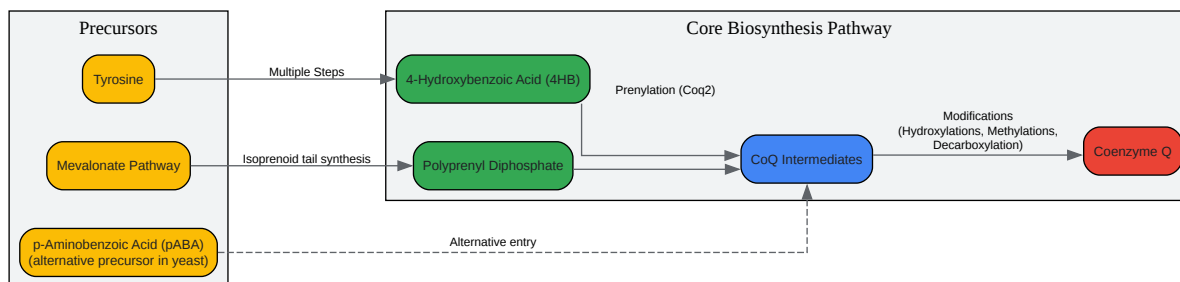 Precursors
Core Biosynthesis Pathway
Tyrosine
Multiple Steps
4-Hydroxybenzoic Acid (4HB)
Prenylation (Coq2)
Mevalonate Pathway
Isoprenoid tail synthesis
Polyprenyl Diphosphate
CoQ Intermediates
Modifications
(Hydroxylations, Methylations,
Decarboxylation)
Coenzyme Q
p-Aminobenzoic Acid (pABA)
(alternative precursor in yeast)
Alternative entry